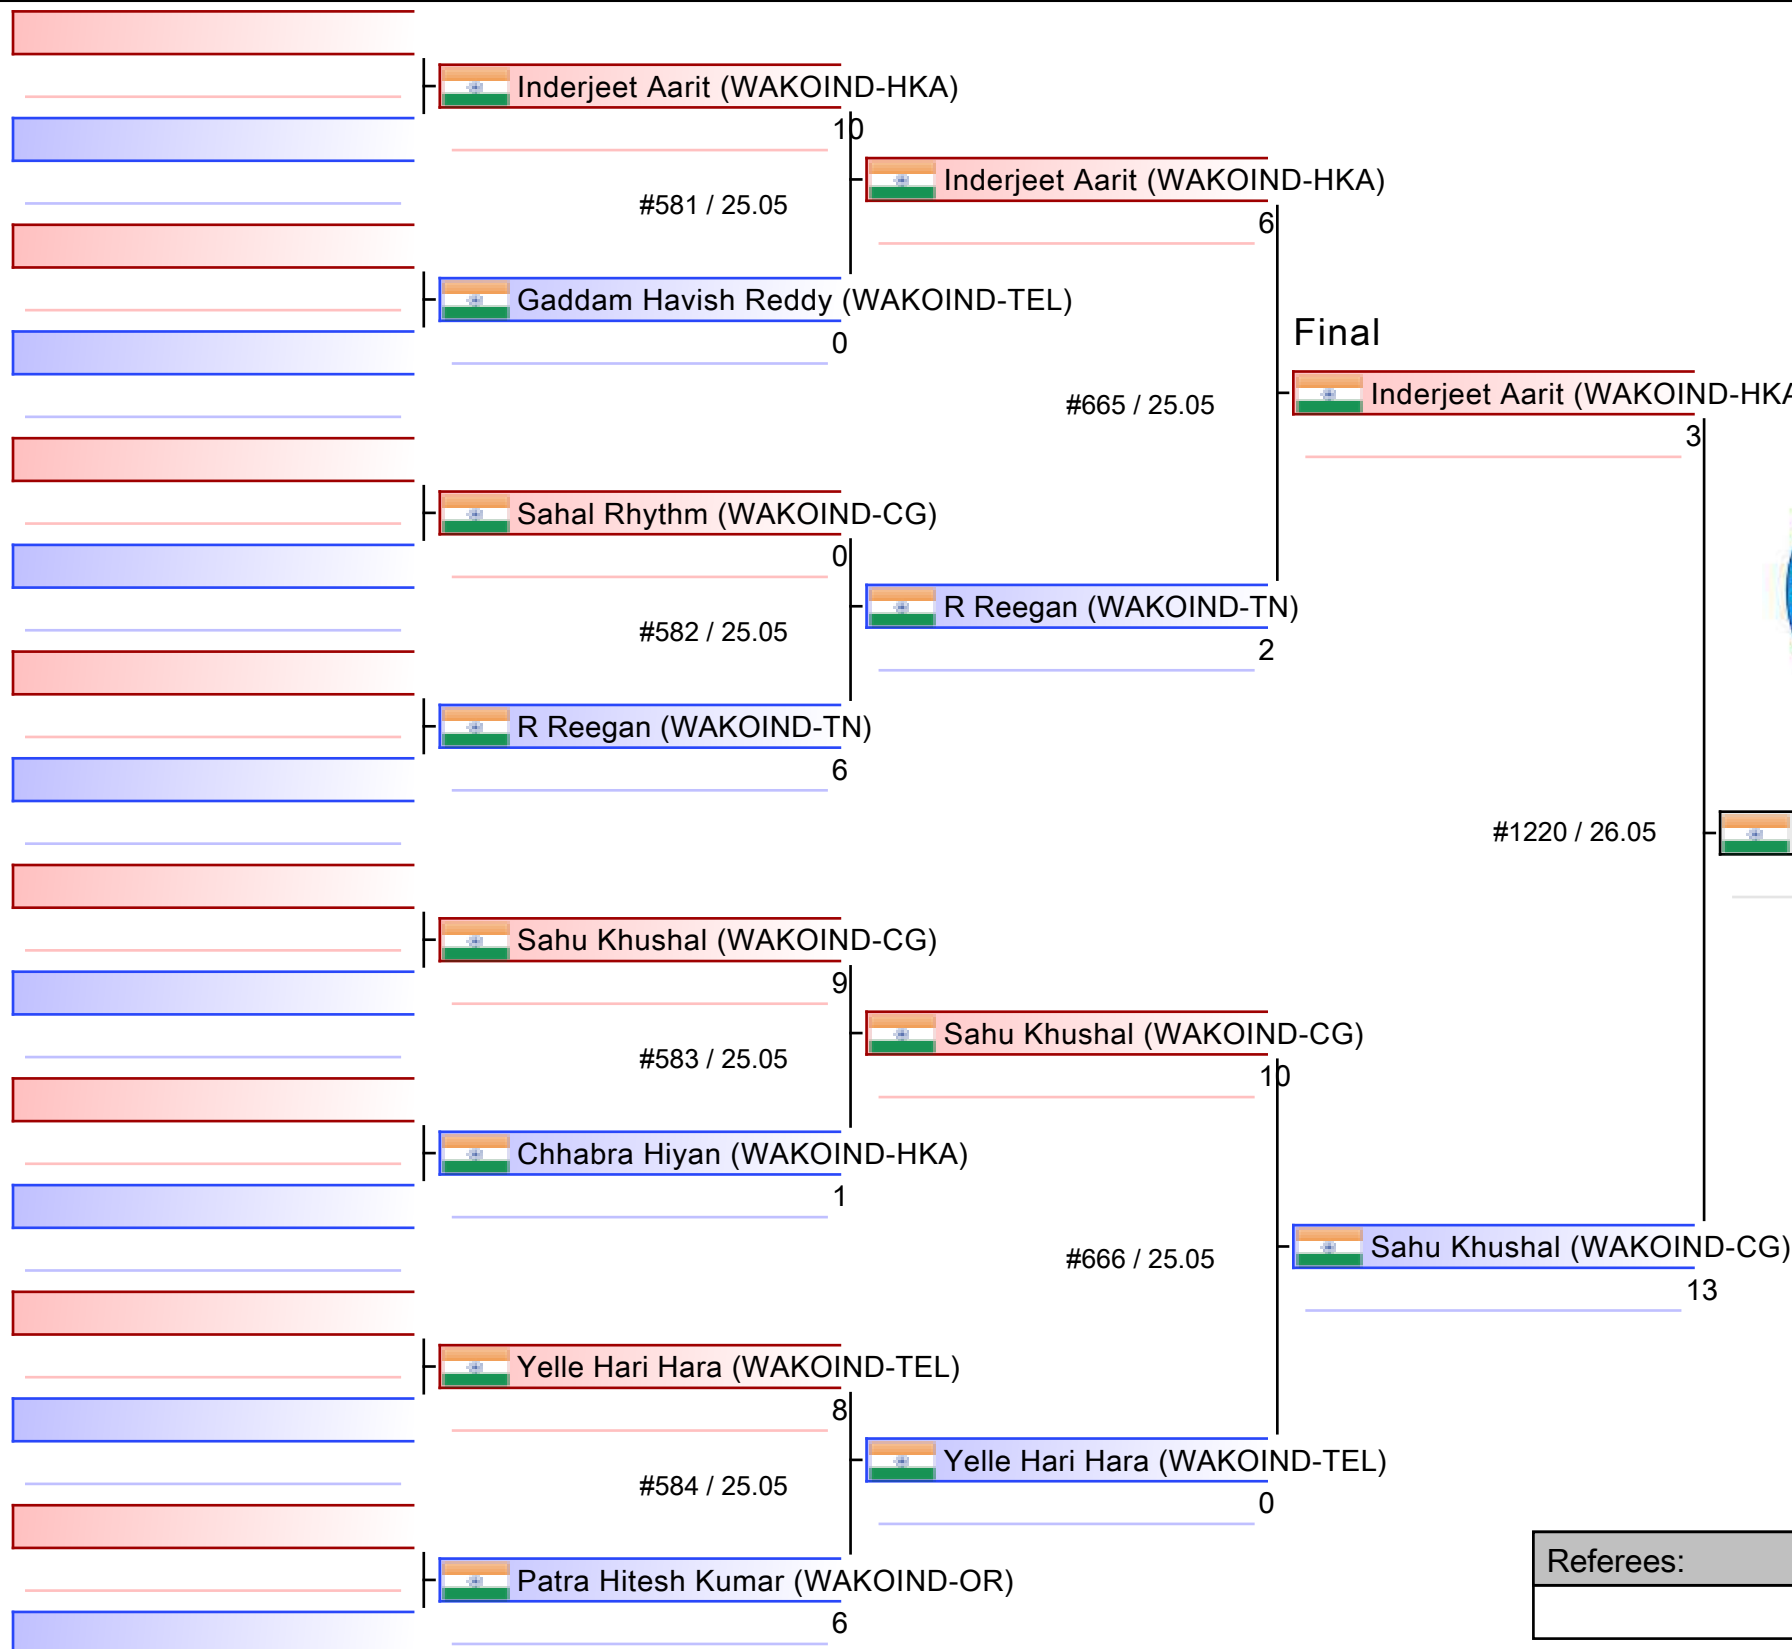 Inderjeet Aarit (WAKOIND-HKA)
10
#581 / 25.05
Gaddam Havish Reddy (WAKOIND-TEL)
0
Sahal Rhythm (WAKOIND-CG)
0
#582 / 25.05
R Reegan (WAKOIND-TN)
6
Sahu Khushal (WAKOIND-CG)
9
#583 / 25.05
Chhabra Hiyan (WAKOIND-HKA)
1
Yelle Hari Hara (WAKOIND-TEL)
8
#584 / 25.05
Patra Hitesh Kumar (WAKOIND-OR)
6
Inderjeet Aarit (WAKOIND-HKA)
6
#665 / 25.05
R Reegan (WAKOIND-TN)
2
Sahu Khushal (WAKOIND-CG)
10
#666 / 25.05
Yelle Hari Hara (WAKOIND-TEL)
0
Final
Inderjeet Aarit (WAKOIND-HKA
3
#1220 / 26.05
Sahu Khushal (WAKOIND-CG)
13
Referees: